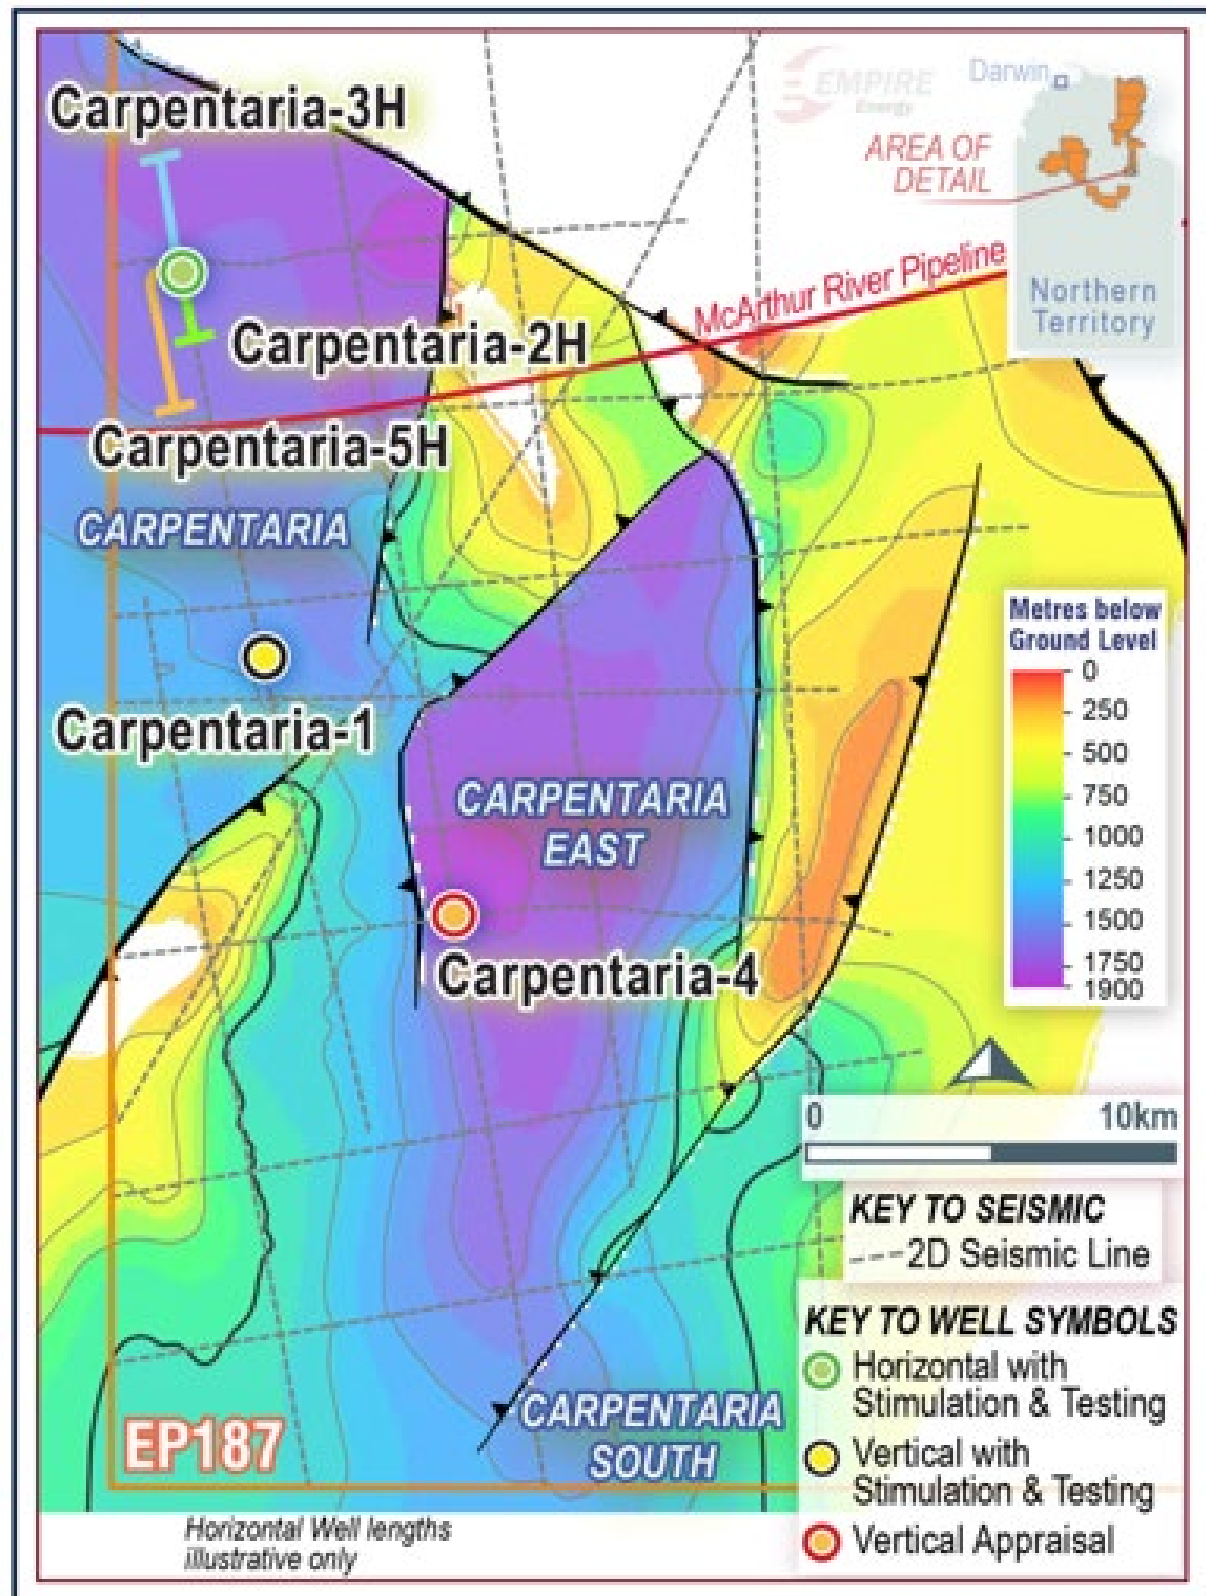 EMPIRE
Energy
Darwin
AREA OF
DETAIL
Northern
Territory
Carpentaria-3H
McArthur River Pipeline
Carpentaria-2H
Carpentaria-5H
CARPENTARIA
Metres below
Ground Level
0
250
500
750
1000
1250
1500
1750
1900
Carpentaria-1
CARPENTARIA
EAST
Carpentaria-4
0 10km
KEY TO SEISMIC
2D Seismic Line
KEY TO WELL SYMBOLS
Horizontal with
Stimulation & Testing
Vertical with
Stimulation & Testing
Vertical Appraisal
CARPENTARIA
SOUTH
EP187
Horizontal Well lengths
illustrative only